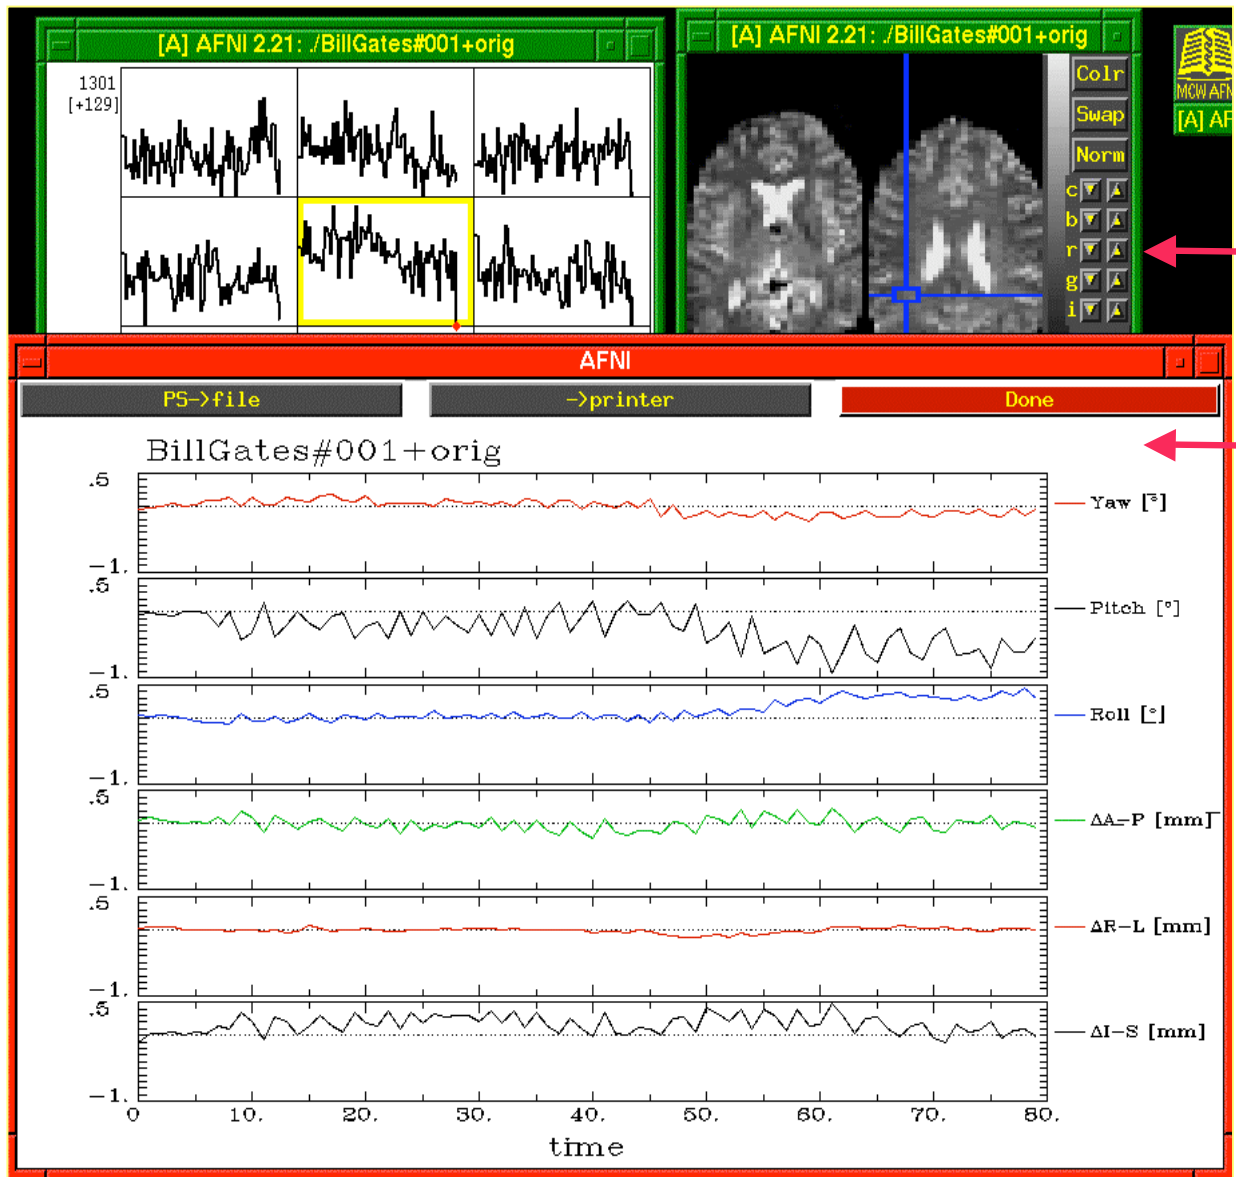 [A] AFNI 2.21: ./BillGates#001+orig
1301
[+129]
[A] AFNI 2.21: ./BillGates#001+orig
Colr
Swap
Norm
c
b
r
g
i
MCW AFN
[A] AF
AFNI
PS->file
->printer
Done
BillGates#001+orig
.5
-1.
Yaw [°]
.5
-1.
Pitch [°]
.5
-1.
Roll [°]
.5
-1.
ΔA-P [mm]
.5
-1.
ΔR-L [mm]
.5
-1.
ΔI-S [mm]
0 10. 20. 30. 40. 50. 60. 70. 80.
time